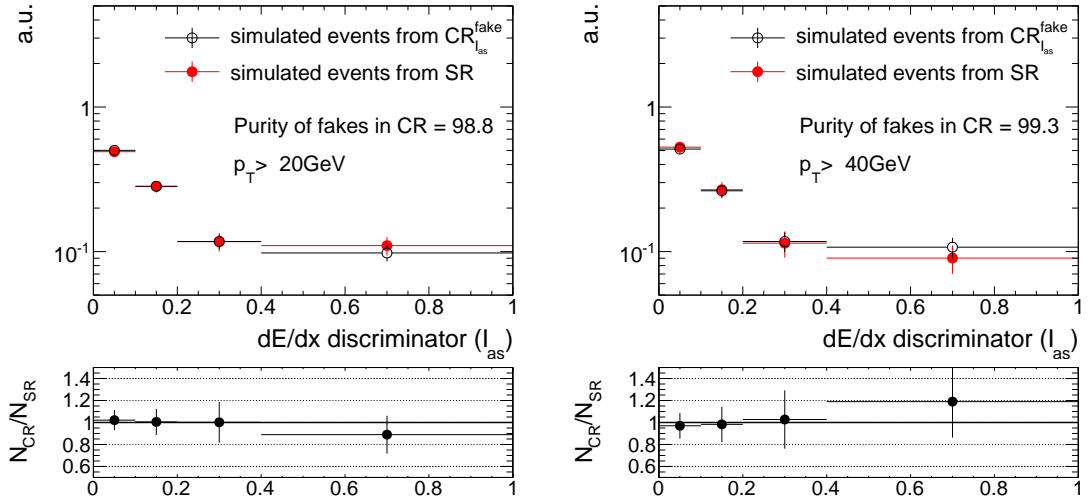 a.u.
simulated events from CR^fake_I_as
simulated events from SR
Purity of fakes in CR = 98.8
p_T > 20GeV
1
10^-1
0 0.2 0.4 0.6 0.8 1
dE/dx discriminator (I_as)
N_CR/N_SR
1.4
1.2
1
0.8
0.6
0 0.2 0.4 0.6 0.8 1
a.u.
simulated events from CR^fake_I_as
simulated events from SR
Purity of fakes in CR = 99.3
p_T > 40GeV
1
10^-1
0 0.2 0.4 0.6 0.8 1
dE/dx discriminator (I_as)
N_CR/N_SR
1.4
1.2
1
0.8
0.6
0 0.2 0.4 0.6 0.8 1